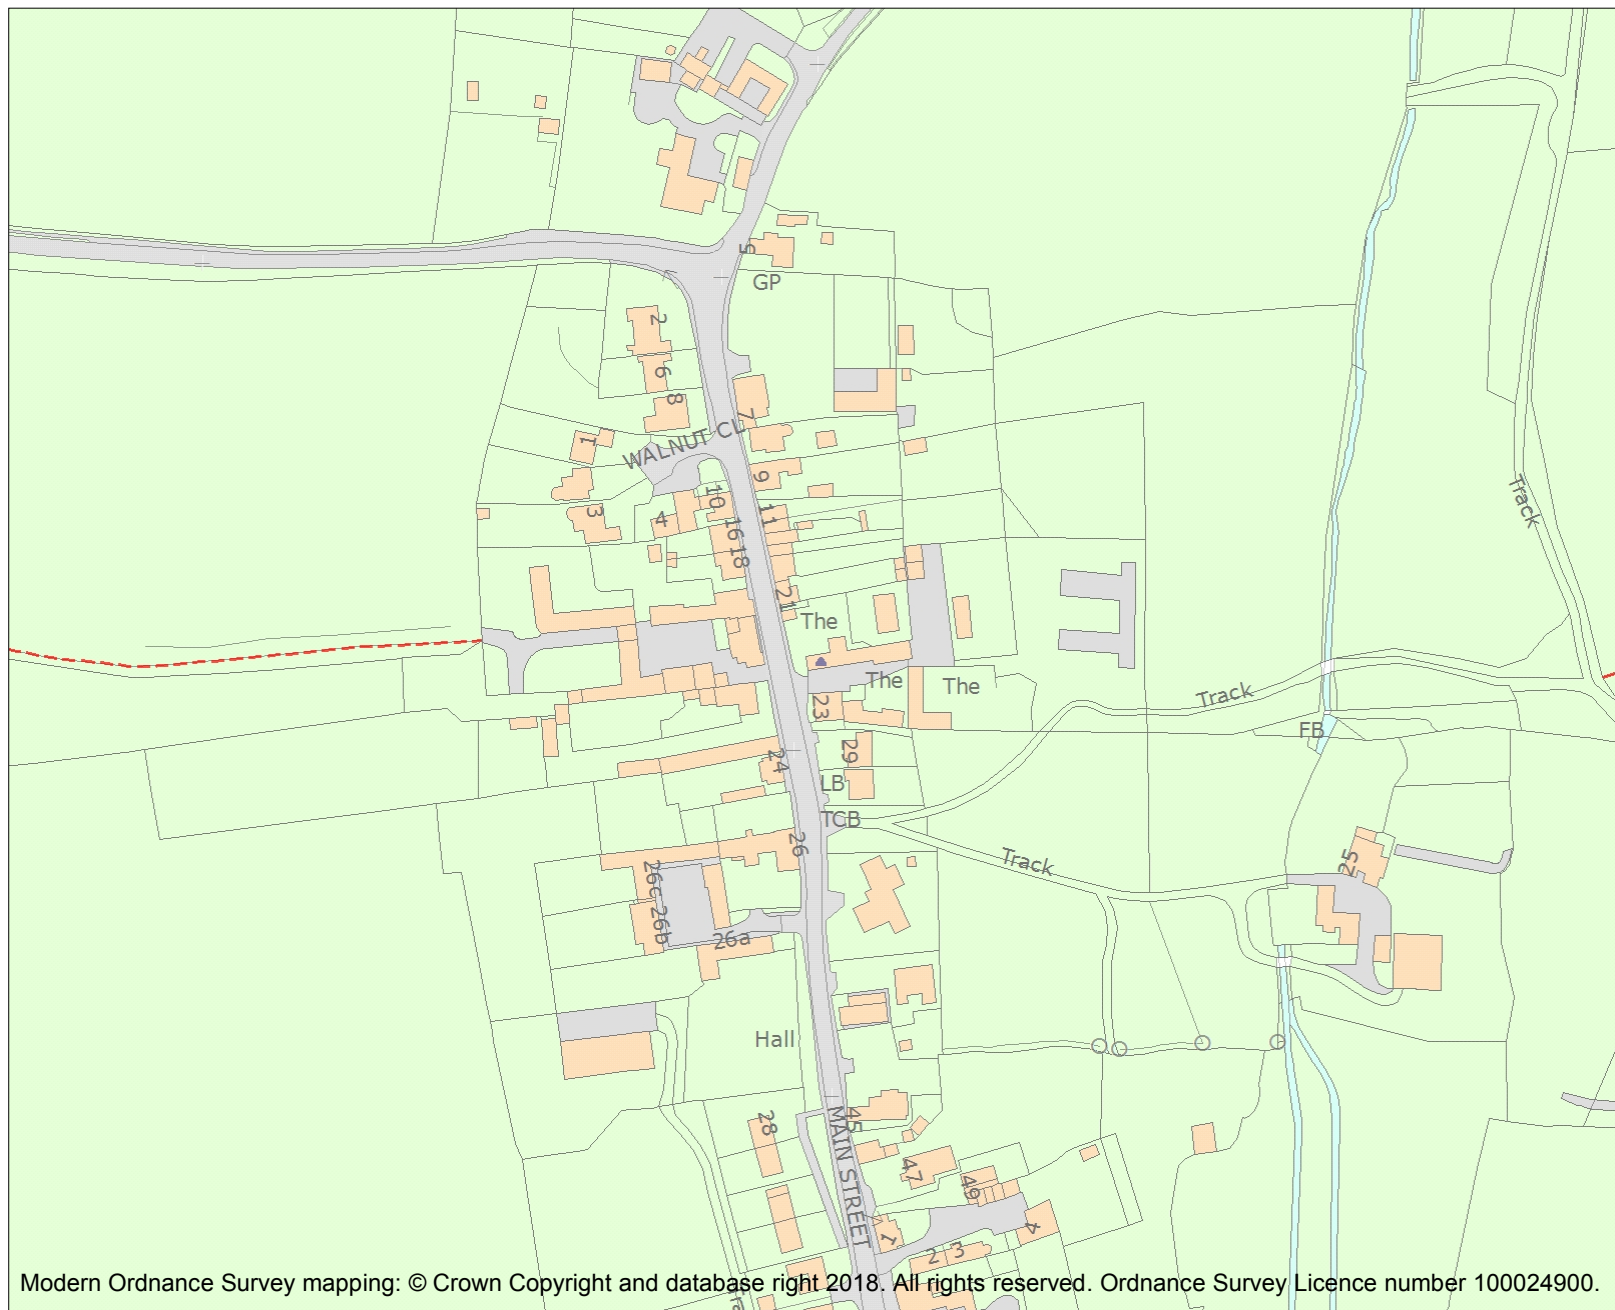 5
GP
2
6
8
7
WALNUT CL
1
9
3
4
10
11
16
18
21
The
The
The
23
Track
Track
FB
29
24
LB
TCB
26
Track
25
26c
26b
26a
Hall
28
45
MAIN STREET
47
49
1
2
3
4
Modern Ordnance Survey mapping: © Crown Copyright and database right 2018. All rights reserved. Ordnance Survey Licence number 100024900.